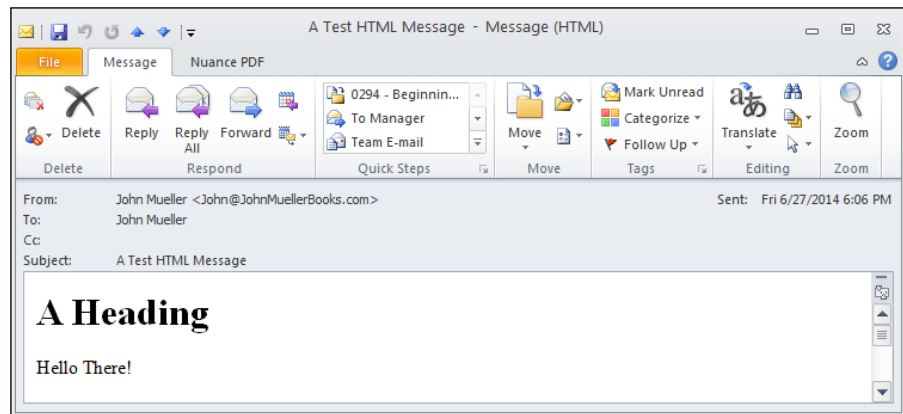 A Test HTML Message - Message (HTML)
File Message Nuance PDF
Delete
Reply
Reply All
Forward
0294 - Beginnin...
To Manager
Team E-mail
Move
Mark Unread
Categorize
Follow Up
Translate
Zoom
Delete Respond Quick Steps Move Tags Editing Zoom
From: John Mueller <John@JohnMuellerBooks.com> Sent: Fri 6/27/2014 6:06 PM
To: John Mueller
Cc:
Subject: A Test HTML Message
A Heading
Hello There!